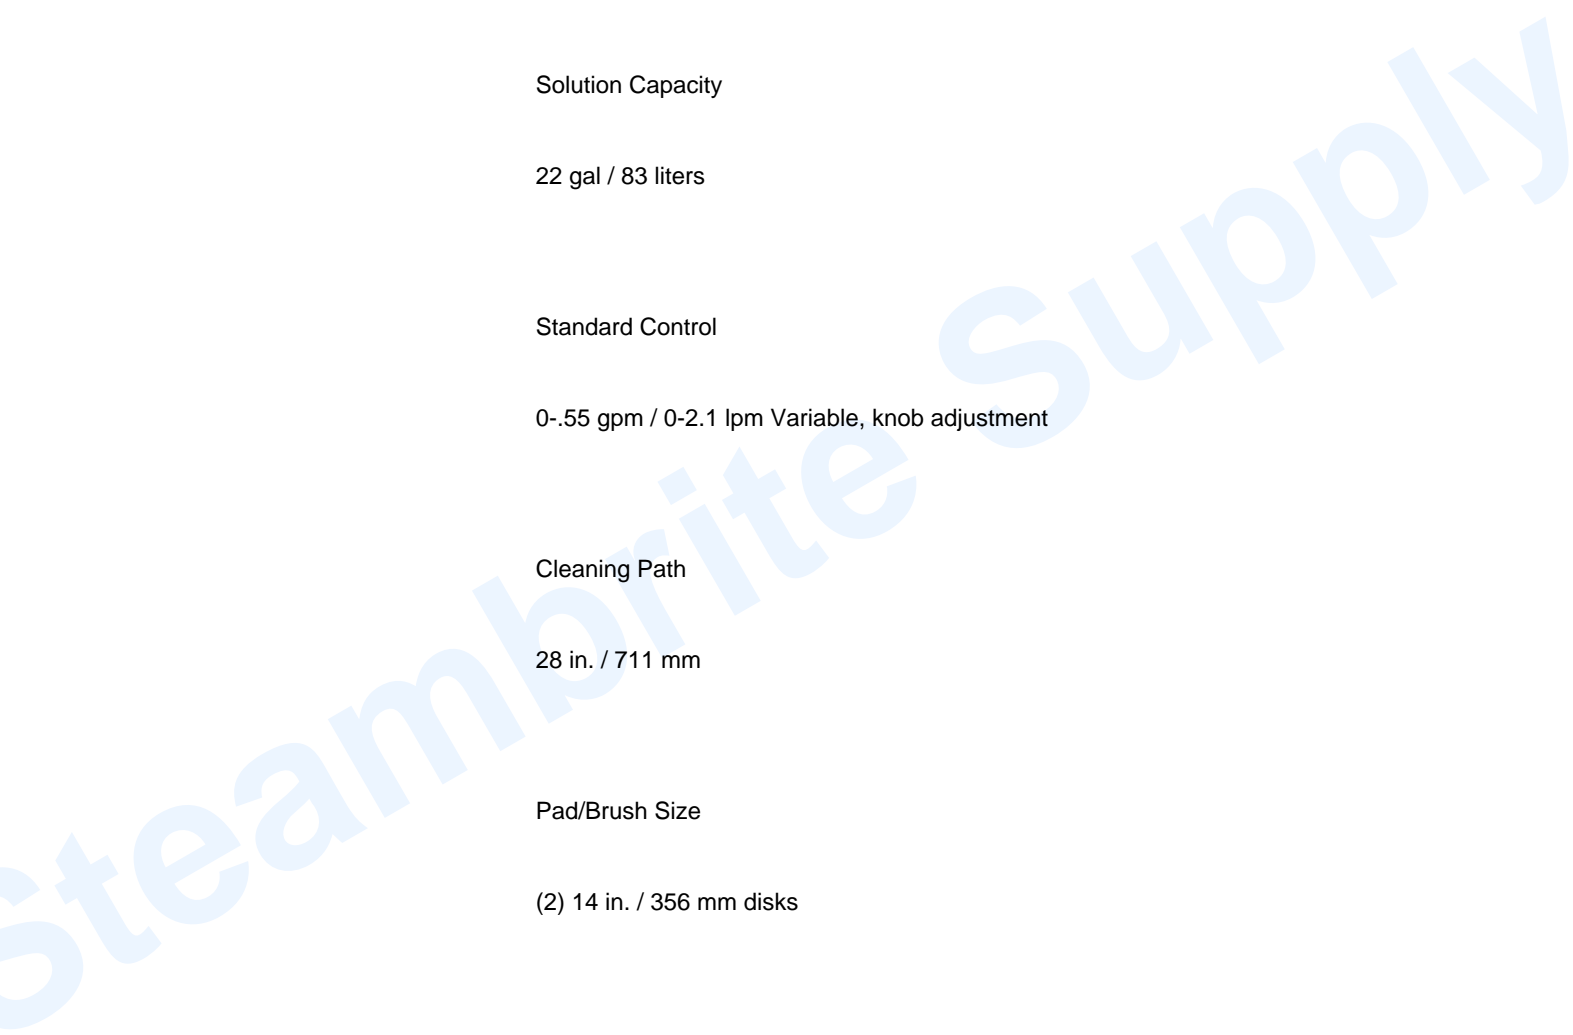 Solution Capacity
22 gal / 83 liters
Standard Control
0-.55 gpm / 0-2.1 lpm Variable, knob adjustment
Cleaning Path
28 in. / 711 mm
Pad/Brush Size
(2) 14 in. / 356 mm disks
Steambrite Supply